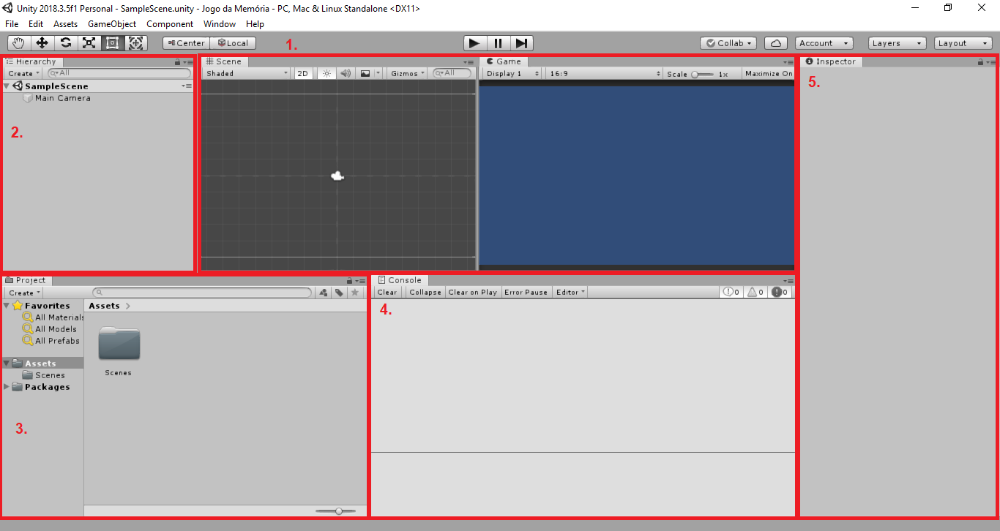 Unity 2018.3.5f1 Personal - SampleScene.unity - Jogo da Memória - PC, Mac & Linux Standalone <DX11>
File Edit Assets GameObject Component Window Help
Center Local 1. Collab Account Layers Layout
Hierarchy
Create All
SampleScene
Main Camera
2.
Scene
Shaded 2D Gizmos All
Game
Display 1 16:9 Scale 1x Maximize On
Inspector
5.
Project
Create
Favorites
All Materials
All Models
All Prefabs
Assets
Scenes
Packages
3.
Assets
Scenes
Console
Clear Collapse Clear on Play Error Pause Editor 0 0 0
4.